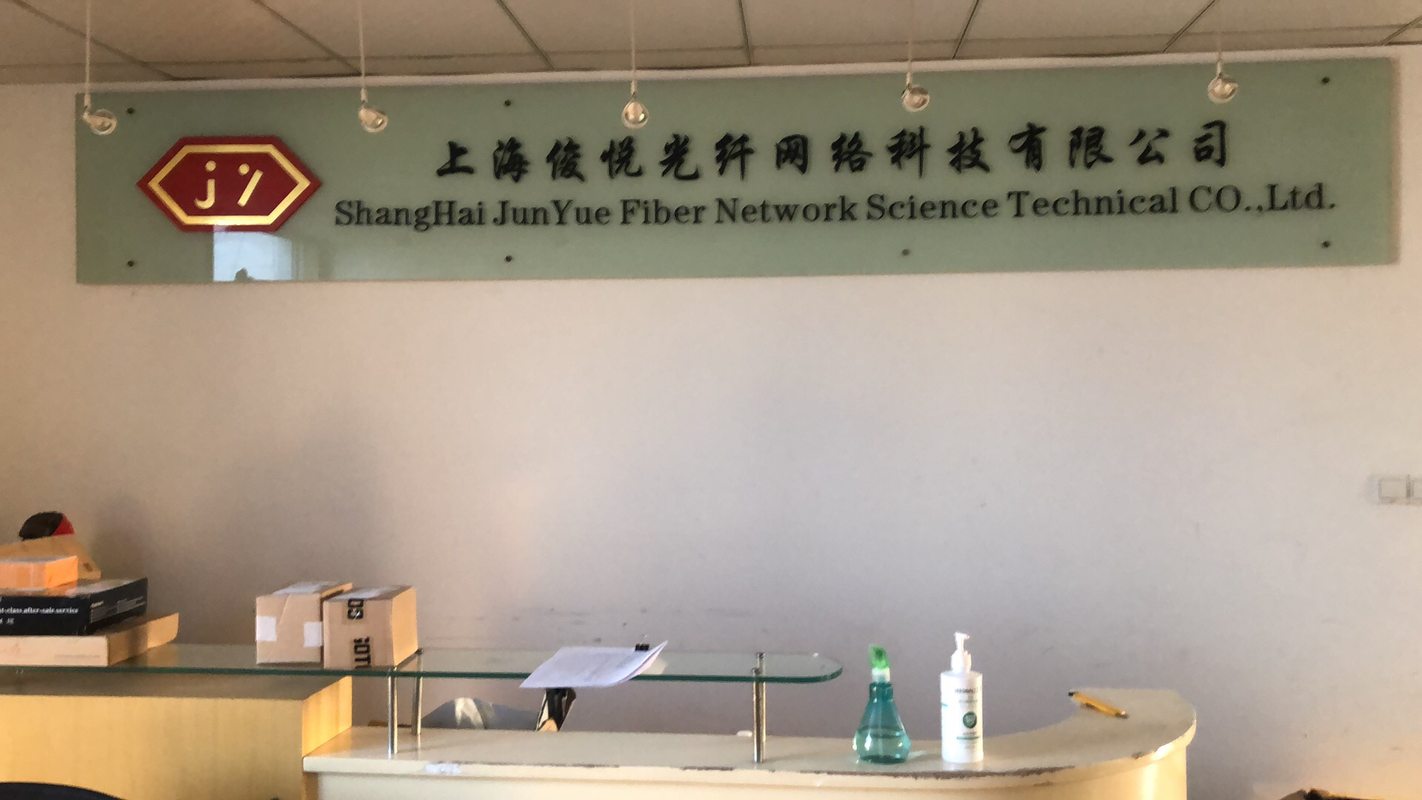 上海俊悦光纤网络科技有限公司
jy
ShangHai JunYue Fiber Network Science Technical CO.,Ltd.